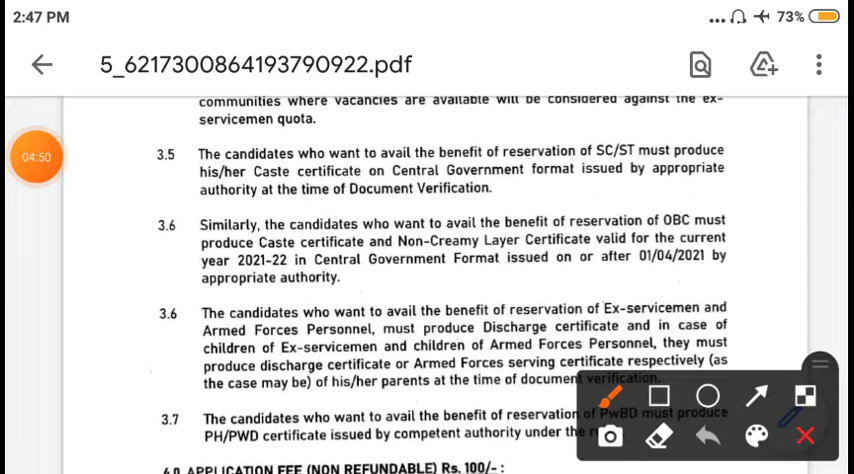 2:47 PM
73%
5_6217300864193790922.pdf
communities where vacancies are available will be considered against the ex-
servicemen quota.
04:50
3.5 The candidates who want to avail the benefit of reservation of SC/ST must produce
his/her Caste certificate on Central Government format issued by appropriate
authority at the time of Document Verification.
3.6 Similarly, the candidates who want to avail the benefit of reservation of OBC must
produce Caste certificate and Non-Creamy Layer Certificate valid for the current
year 2021-22 in Central Government Format issued on or after 01/04/2021 by
appropriate authority.
3.6 The candidates who want to avail the benefit of reservation of Ex-servicemen and
Armed Forces Personnel, must produce Discharge certificate and in case of
children of Ex-servicemen and children of Armed Forces Personnel, they must
produce discharge certificate or Armed Forces serving certificate respectively (as
the case may be) of his/her parents at the time of document verification.
3.7 The candidates who want to avail the benefit of reservation of PwBD must produce
PH/PWD certificate issued by competent authority under the
4.0 APPLICATION FEE (NON REFUNDABLE) Rs. 100/- :